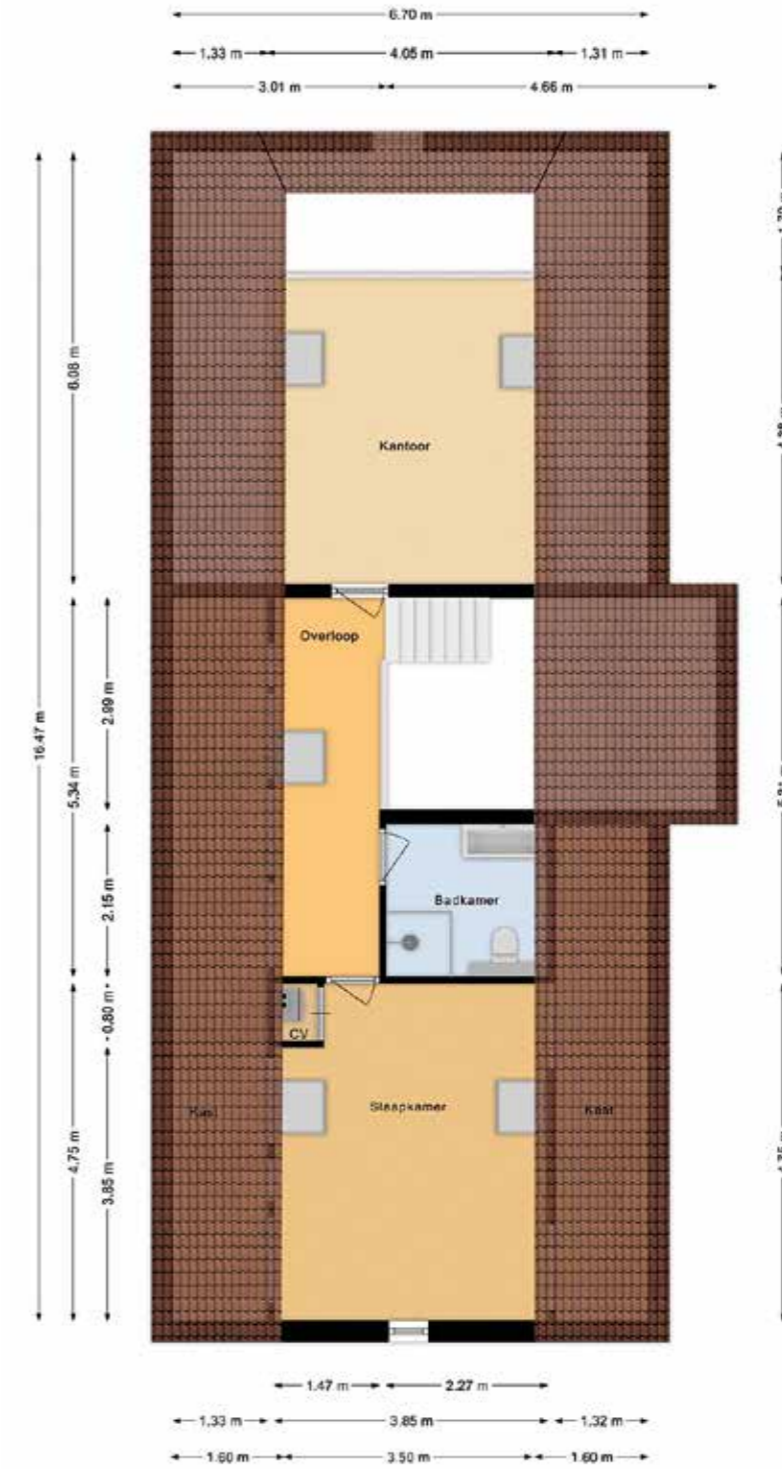 6.70 m
1.33 m
4.05 m
1.31 m
3.01 m
4.66 m
6.08 m
Kantoor
Overloop
2.99 m
16.47 m
5.34 m
2.15 m
Badkamer
0.80 m
CV
Slaapkamer
Kast
Kast
4.75 m
3.85 m
1.47 m
2.27 m
1.33 m
3.85 m
1.32 m
1.60 m
3.50 m
1.60 m